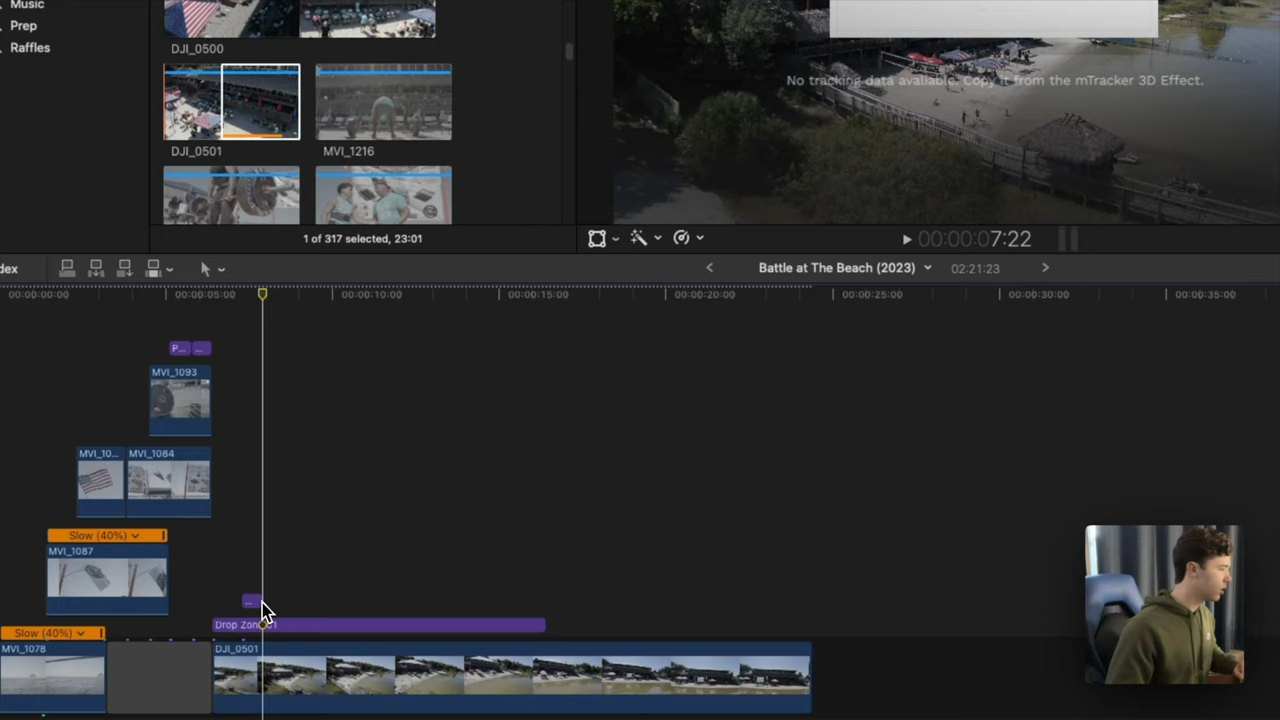 Music
Prep
Raffles
DJI_0500
DJI_0501
MVI_1216
1 of 317 selected, 23:01
No tracking data available. Copy it from the mTracker 3D Effect.
00:00:07:22
dex
Battle at The Beach (2023)
02:21:23
00:00:00:00
00:00:05:00
00:00:10:00
00:00:15:00
00:00:20:00
00:00:25:00
00:00:30:00
00:00:35:00
P...
...
MVI_1093
MVI_10...
MVI_1084
Slow (40%)
MVI_1087
...
Drop Zon 01
Slow (40%)
MVI_1078
DJI_0501